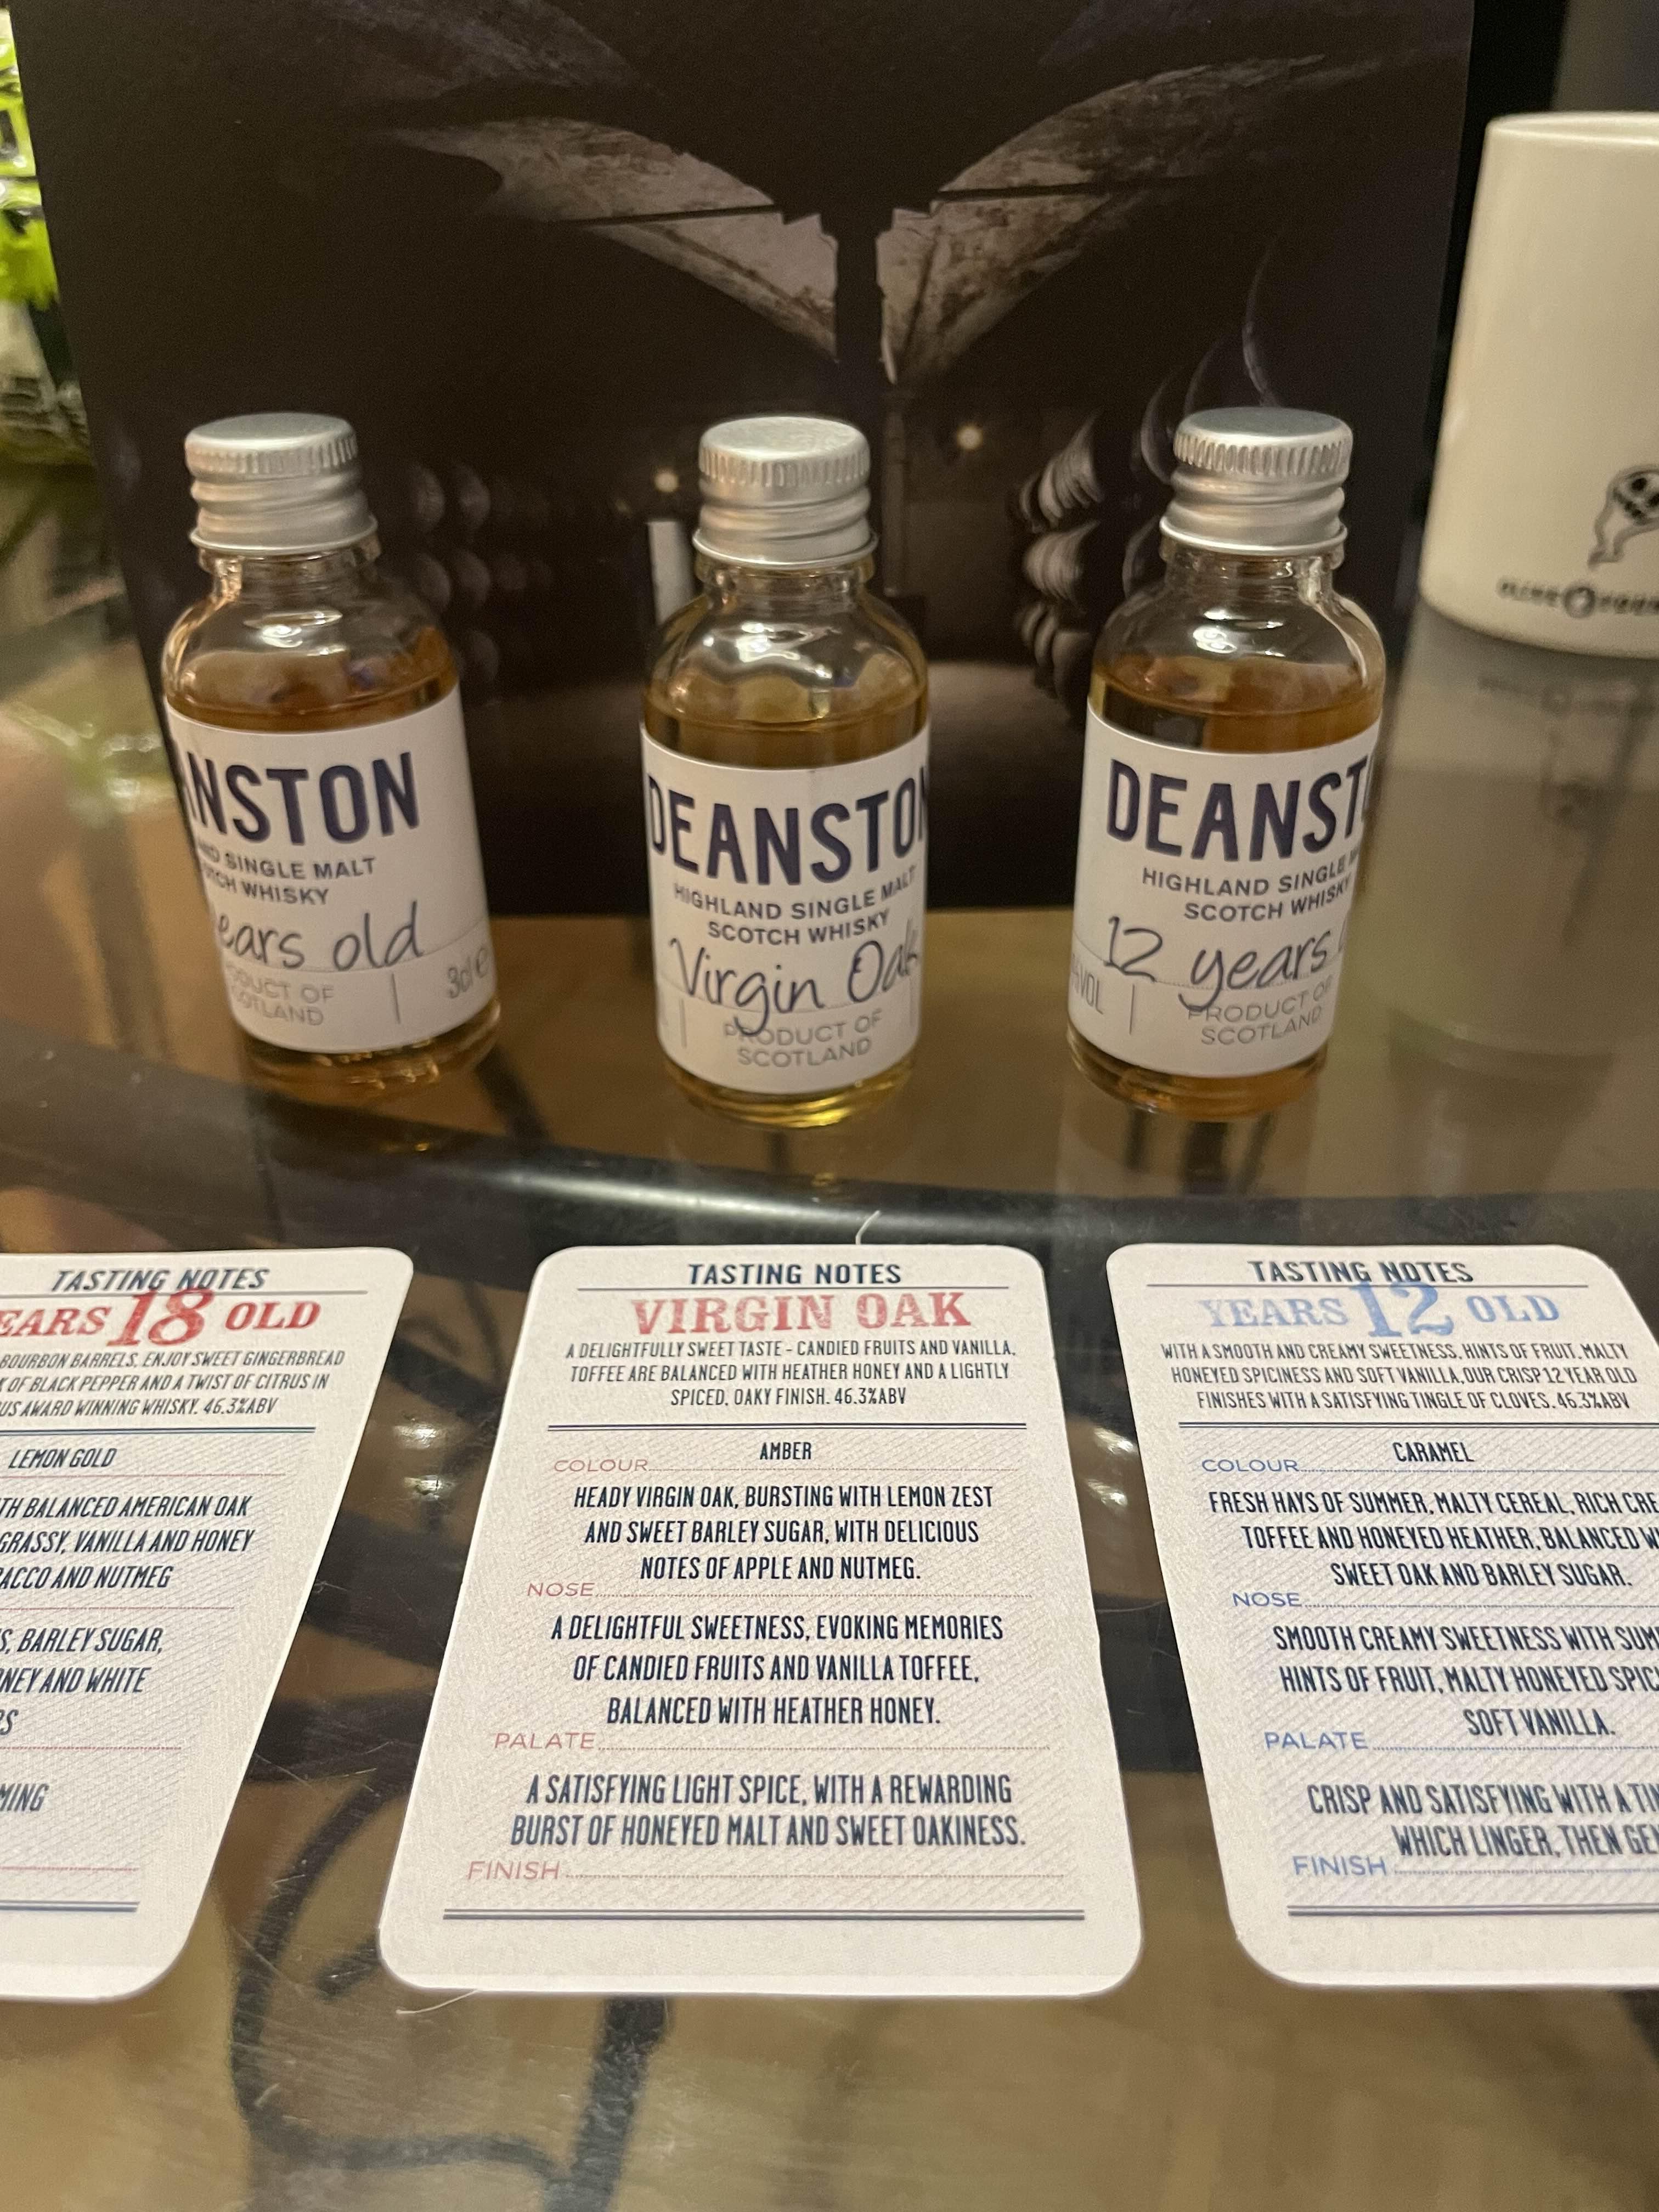 NSTON
SINGLE MALT
WHISKY
ears old
OF
3cl e
DEANSTON
HIGHLAND SINGLE MALT
SCOTCH WHISKY
Virgin Oak
PRODUCT OF
SCOTLAND
DEANST
HIGHLAND SINGLE M
SCOTCH WHISKY
12 years
VOL
PRODUCT OF
SCOTLAND
TASTING NOTES
EARS 18 OLD
BOURBON BARRELS. ENJOY SWEET GINGERBREAD
K OF BLACK PEPPER AND A TWIST OF CITRUS IN
US AWARD WINNING WHISKY. 46.3%ABV
LEMON GOLD
TH BALANCED AMERICAN OAK
GRASSY, VANILLA AND HONEY
ACCO AND NUTMEG
S, BARLEY SUGAR,
NEY AND WHITE
RS
MING
TASTING NOTES
VIRGIN OAK
A DELIGHTFULLY SWEET TASTE - CANDIED FRUITS AND VANILLA,
TOFFEE ARE BALANCED WITH HEATHER HONEY AND A LIGHTLY
SPICED, OAKY FINISH. 46.3%ABV
COLOUR AMBER
HEADY VIRGIN OAK, BURSTING WITH LEMON ZEST
AND SWEET BARLEY SUGAR, WITH DELICIOUS
NOTES OF APPLE AND NUTMEG.
NOSE
A DELIGHTFUL SWEETNESS, EVOKING MEMORIES
OF CANDIED FRUITS AND VANILLA TOFFEE,
BALANCED WITH HEATHER HONEY.
PALATE
A SATISFYING LIGHT SPICE, WITH A REWARDING
BURST OF HONEYED MALT AND SWEET OAKINESS.
FINISH
TASTING NOTES
YEARS 12 OLD
WITH A SMOOTH AND CREAMY SWEETNESS. HINTS OF FRUIT, MALTY
HONEYED SPICINESS AND SOFT VANILLA, OUR CRISP 12 YEAR OLD
FINISHES WITH A SATISFYING TINGLE OF CLOVES. 46.3%ABV
COLOUR CARAMEL
FRESH HAYS OF SUMMER, MALTY CEREAL, RICH CRE
TOFFEE AND HONEYED HEATHER, BALANCED W
SWEET OAK AND BARLEY SUGAR.
NOSE
SMOOTH CREAMY SWEETNESS WITH SUM
HINTS OF FRUIT, MALTY HONEYED SPIC
SOFT VANILLA.
PALATE
CRISP AND SATISFYING WITH A TIN
WHICH LINGER, THEN GEN
FINISH